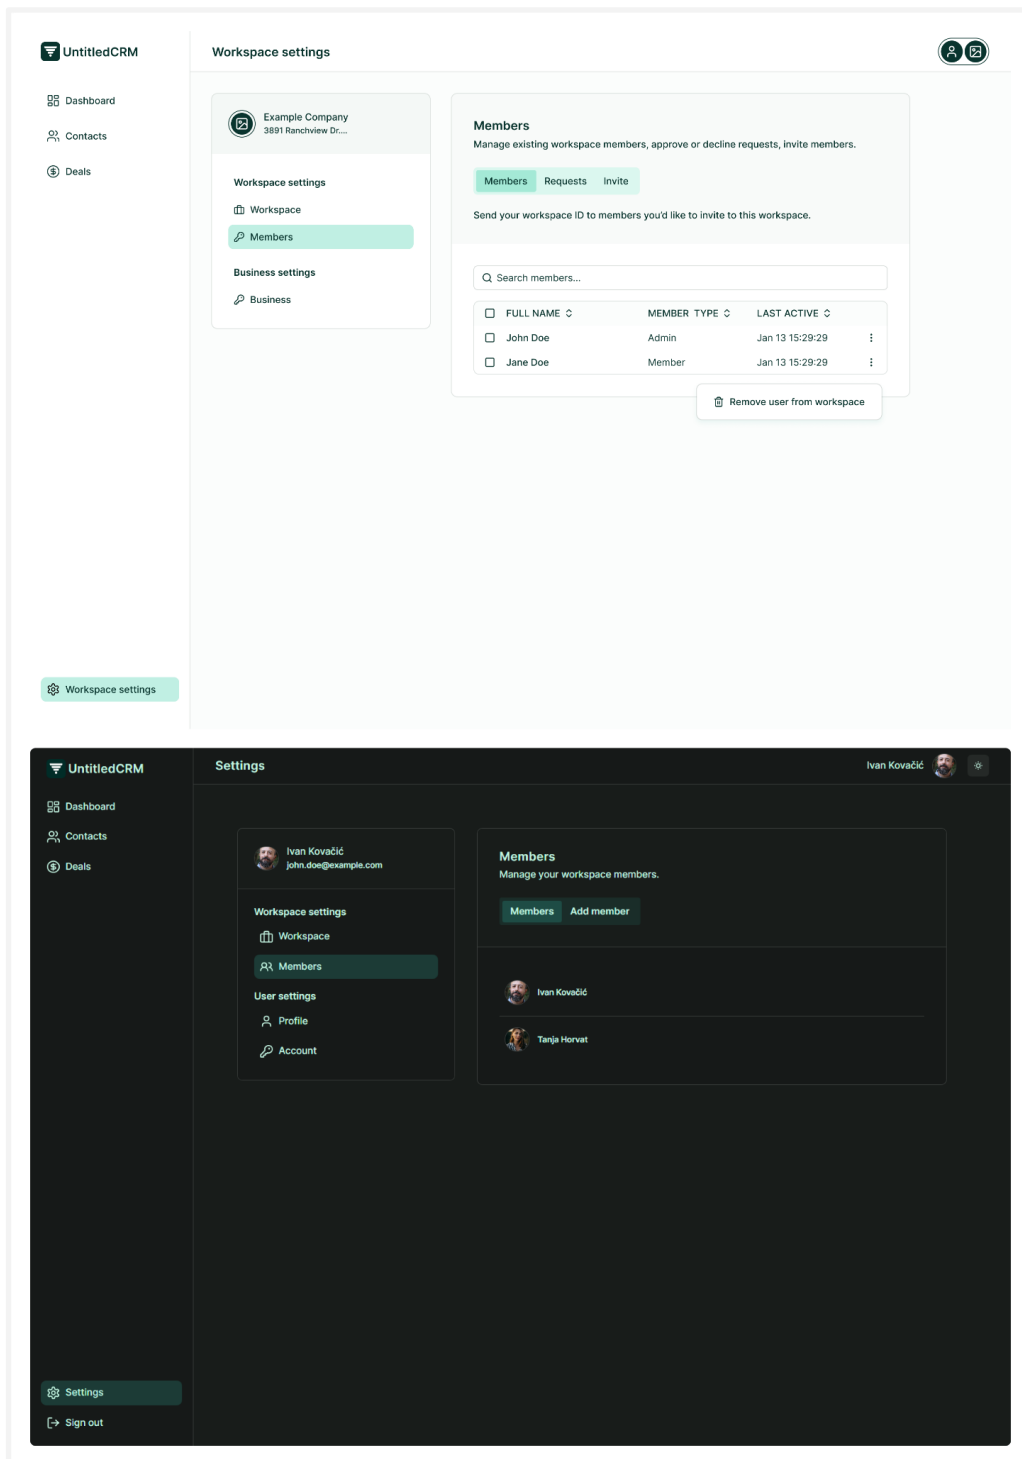 UntitledCRM
Workspace settings
Dashboard
Contacts
Deals
Example Company
3891 Ranchview Dr....
Workspace settings
Workspace
Members
Business settings
Business
Members
Manage existing workspace members, approve or decline requests, invite members.
Members Requests Invite
Send your workspace ID to members you'd like to invite to this workspace.
Search members...
FULL NAME MEMBER TYPE LAST ACTIVE
John Doe Admin Jan 13 15:29:29
Jane Doe Member Jan 13 15:29:29
Remove user from workspace
Workspace settings
UntitledCRM
Settings
Ivan Kovačić
Dashboard
Contacts
Deals
Ivan Kovačić
john.doe@example.com
Workspace settings
Workspace
Members
User settings
Profile
Account
Members
Manage your workspace members.
Members Add member
Ivan Kovačić
Tanja Horvat
Settings
Sign out